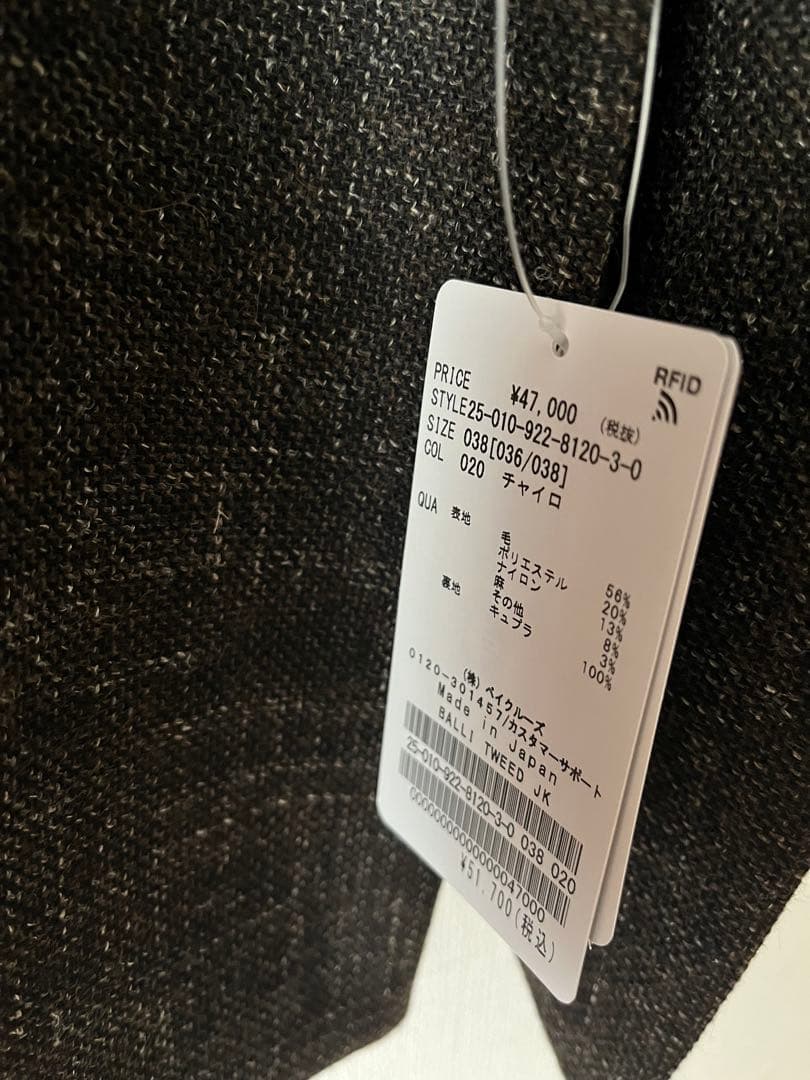 RFID
PRICE ¥47,000 (税抜)
STYLE25-010-922-8120-3-0
SIZE 038[036/038]
COL 020 チャイロ
QUA 表地 毛 56%
ポリエステル 20%
ナイロン 13%
麻 8%
その他 3%
裏地 キュプラ 100%
(株) ベイクルーズ
0120-301457/カスタマーサポート
Made in Japan
BALLI TWEED JK
25-010-922-8120-3-0 038 020
0000000000000047000
¥51,700(税込)